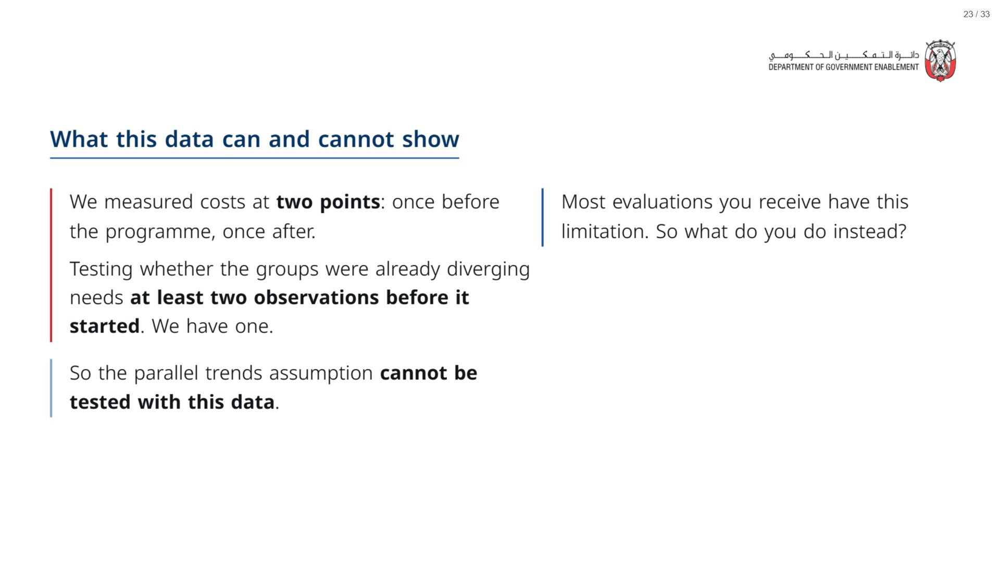 23 / 33
دائرة التمكين الحكومي
DEPARTMENT OF GOVERNMENT ENABLEMENT
What this data can and cannot show
We measured costs at two points: once before
the programme, once after.
Testing whether the groups were already diverging
needs at least two observations before it
started. We have one.
So the parallel trends assumption cannot be
tested with this data.
Most evaluations you receive have this
limitation. So what do you do instead?